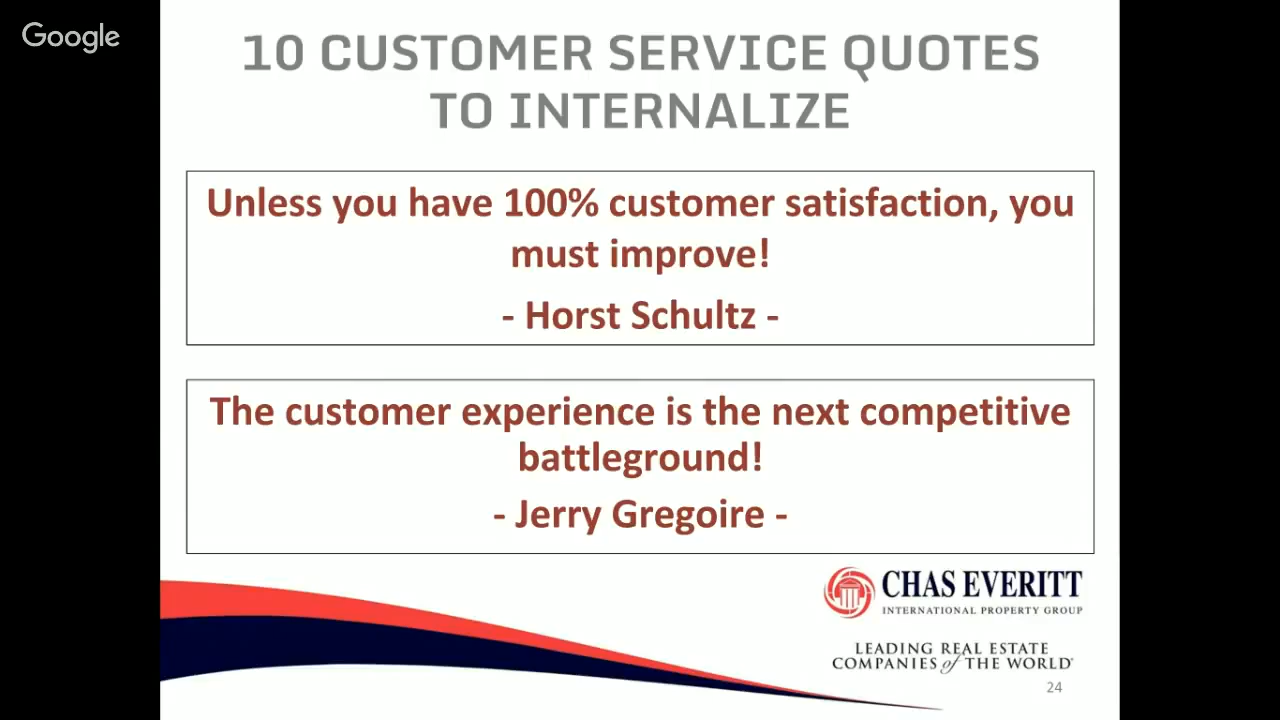 Google
10 CUSTOMER SERVICE QUOTES
TO INTERNALIZE
Unless you have 100% customer satisfaction, you
must improve!
- Horst Schultz -
The customer experience is the next competitive
battleground!
- Jerry Gregoire -
CHAS EVERITT
INTERNATIONAL PROPERTY GROUP
LEADING REAL ESTATE
COMPANIES of THE WORLD
24